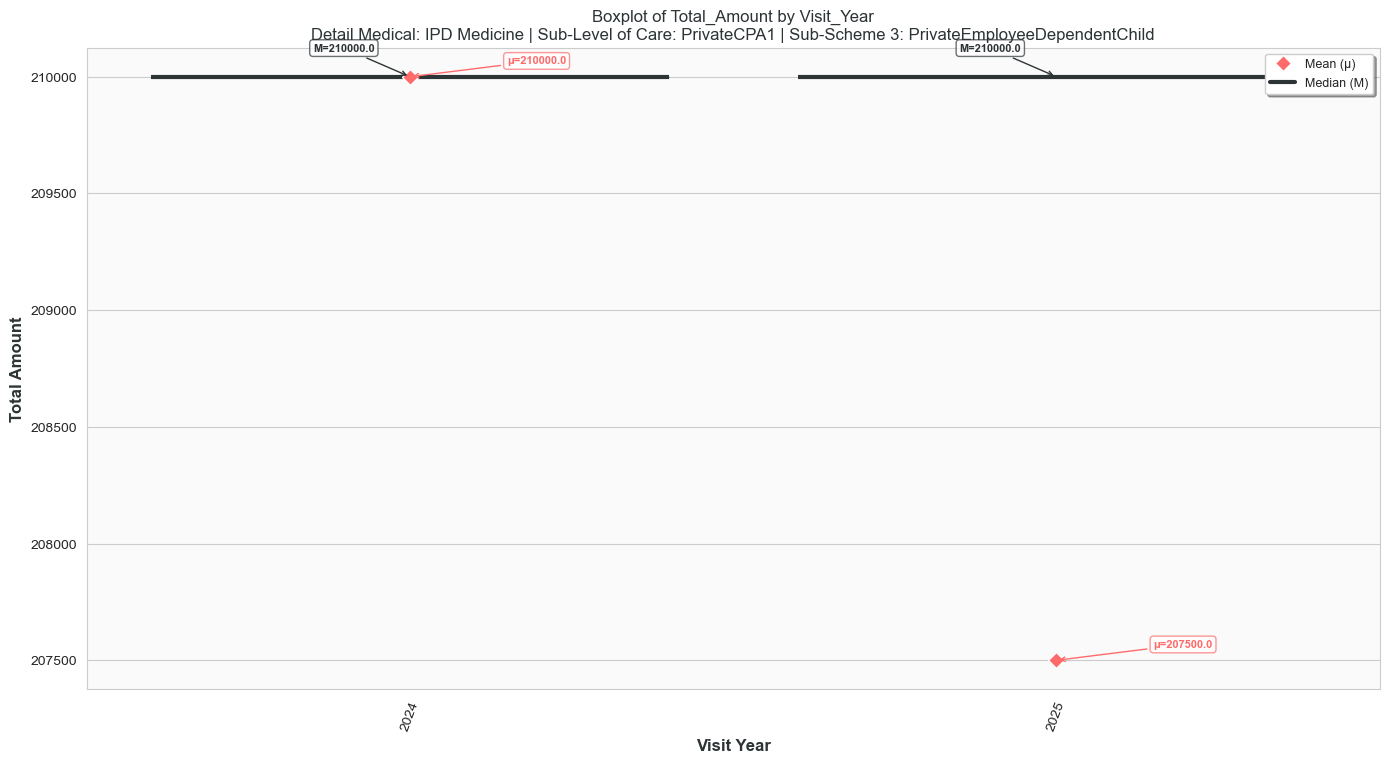 Boxplot of Total_Amount by Visit_Year
Detail Medical: IPD Medicine | Sub-Level of Care: PrivateCPA1 | Sub-Scheme 3: PrivateEmployeeDependentChild
M=210000.0
μ=210000.0
M=210000.0
Mean (μ)
Median (M)
210000
209500
209000
208500
208000
207500
Total Amount
μ=207500.0
2024
2025
Visit Year